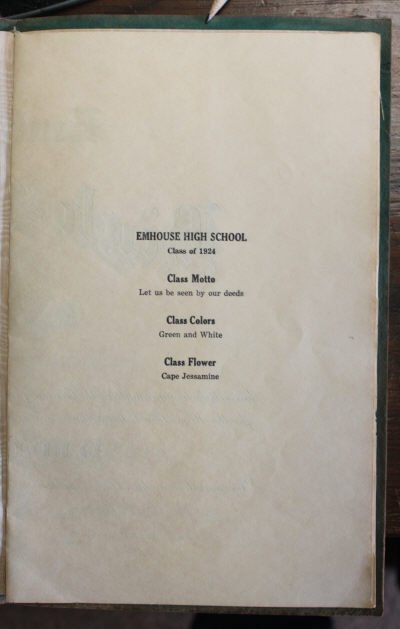 EMHOUSE HIGH SCHOOL
Class of 1924
Class Motto
Let us be seen by our deeds
Class Colors
Green and White
Class Flower
Cape Jessamine